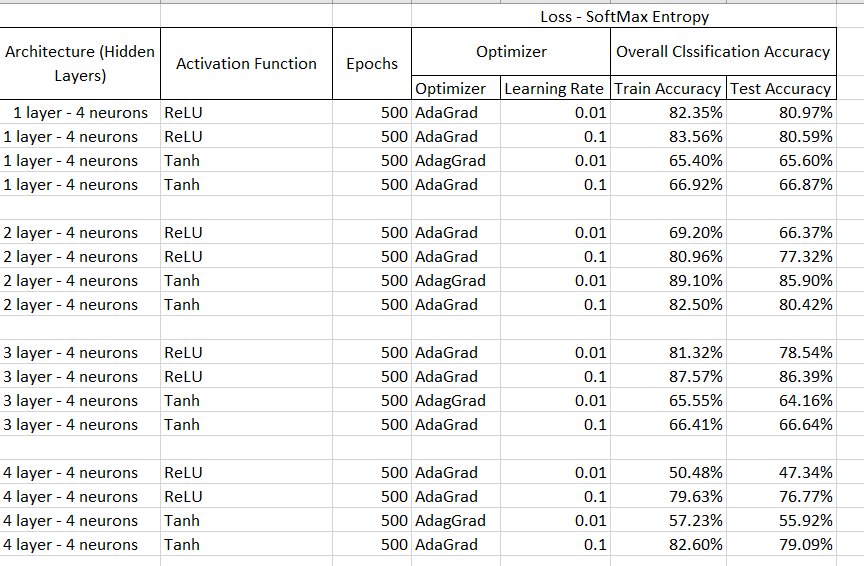 Loss - SoftMax Entropy
Architecture (Hidden Layers) Activation Function Epochs Optimizer Overall Clssification Accuracy
Optimizer Learning Rate Train Accuracy Test Accuracy
1 layer - 4 neurons ReLU 500 AdaGrad 0.01 82.35% 80.97%
1 layer - 4 neurons ReLU 500 AdaGrad 0.1 83.56% 80.59%
1 layer - 4 neurons Tanh 500 AdagGrad 0.01 65.40% 65.60%
1 layer - 4 neurons Tanh 500 AdaGrad 0.1 66.92% 66.87%
2 layer - 4 neurons ReLU 500 AdaGrad 0.01 69.20% 66.37%
2 layer - 4 neurons ReLU 500 AdaGrad 0.1 80.96% 77.32%
2 layer - 4 neurons Tanh 500 AdagGrad 0.01 89.10% 85.90%
2 layer - 4 neurons Tanh 500 AdaGrad 0.1 82.50% 80.42%
3 layer - 4 neurons ReLU 500 AdaGrad 0.01 81.32% 78.54%
3 layer - 4 neurons ReLU 500 AdaGrad 0.1 87.57% 86.39%
3 layer - 4 neurons Tanh 500 AdagGrad 0.01 65.55% 64.16%
3 layer - 4 neurons Tanh 500 AdaGrad 0.1 66.41% 66.64%
4 layer - 4 neurons ReLU 500 AdaGrad 0.01 50.48% 47.34%
4 layer - 4 neurons ReLU 500 AdaGrad 0.1 79.63% 76.77%
4 layer - 4 neurons Tanh 500 AdagGrad 0.01 57.23% 55.92%
4 layer - 4 neurons Tanh 500 AdaGrad 0.1 82.60% 79.09%